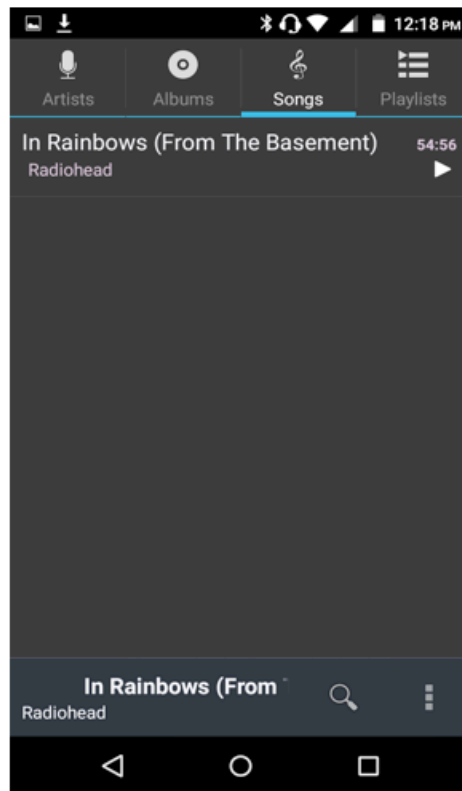 12:18 PM
Artists Albums Songs Playlists
In Rainbows (From The Basement) 54:56
Radiohead
In Rainbows (From
Radiohead